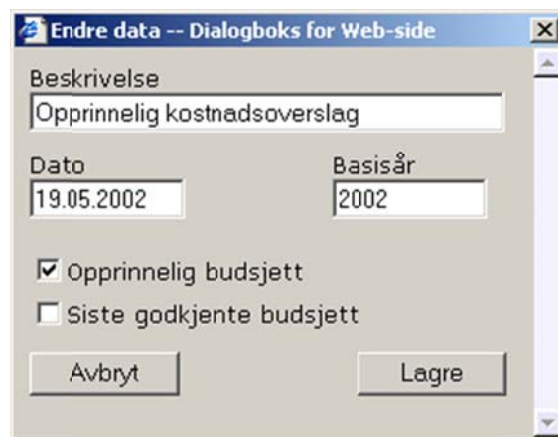 Endre data -- Dialogboks for Web-side
Beskrivelse
Opprinnelig kostnadsoverslag
Dato Basisår
19.05.2002 2002
Opprinnelig budsjett
Siste godkjente budsjett
Avbryt Lagre